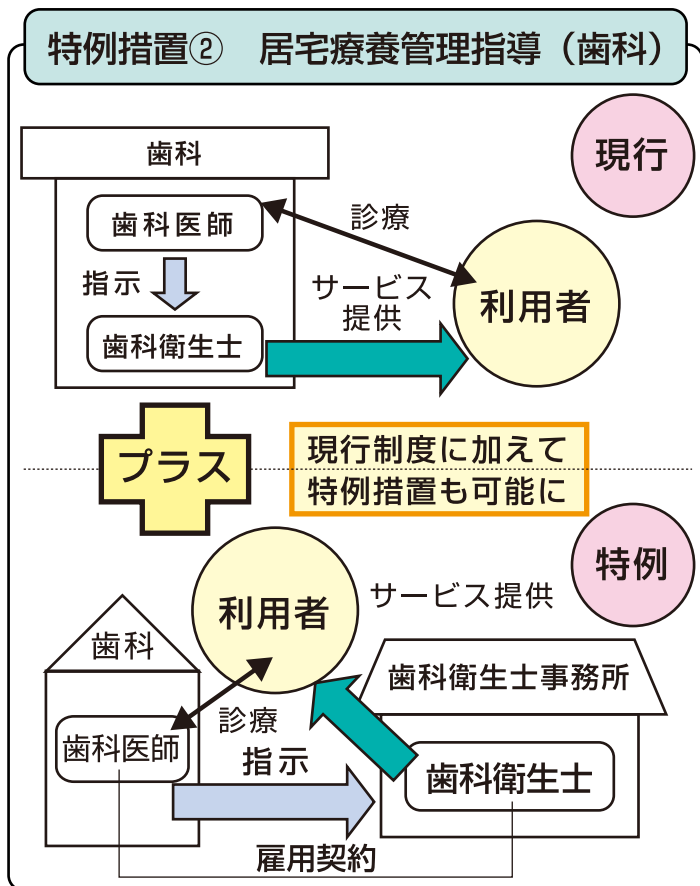 特例措置②　居宅療養管理指導（歯科）
現行
歯科
歯科医師
診療
指示
サービス
提供
利用者
歯科衛生士
プラス
現行制度に加えて
特例措置も可能に
特例
利用者
サービス提供
歯科
歯科衛生士事務所
診療
歯科医師
指示
歯科衛生士
雇用契約